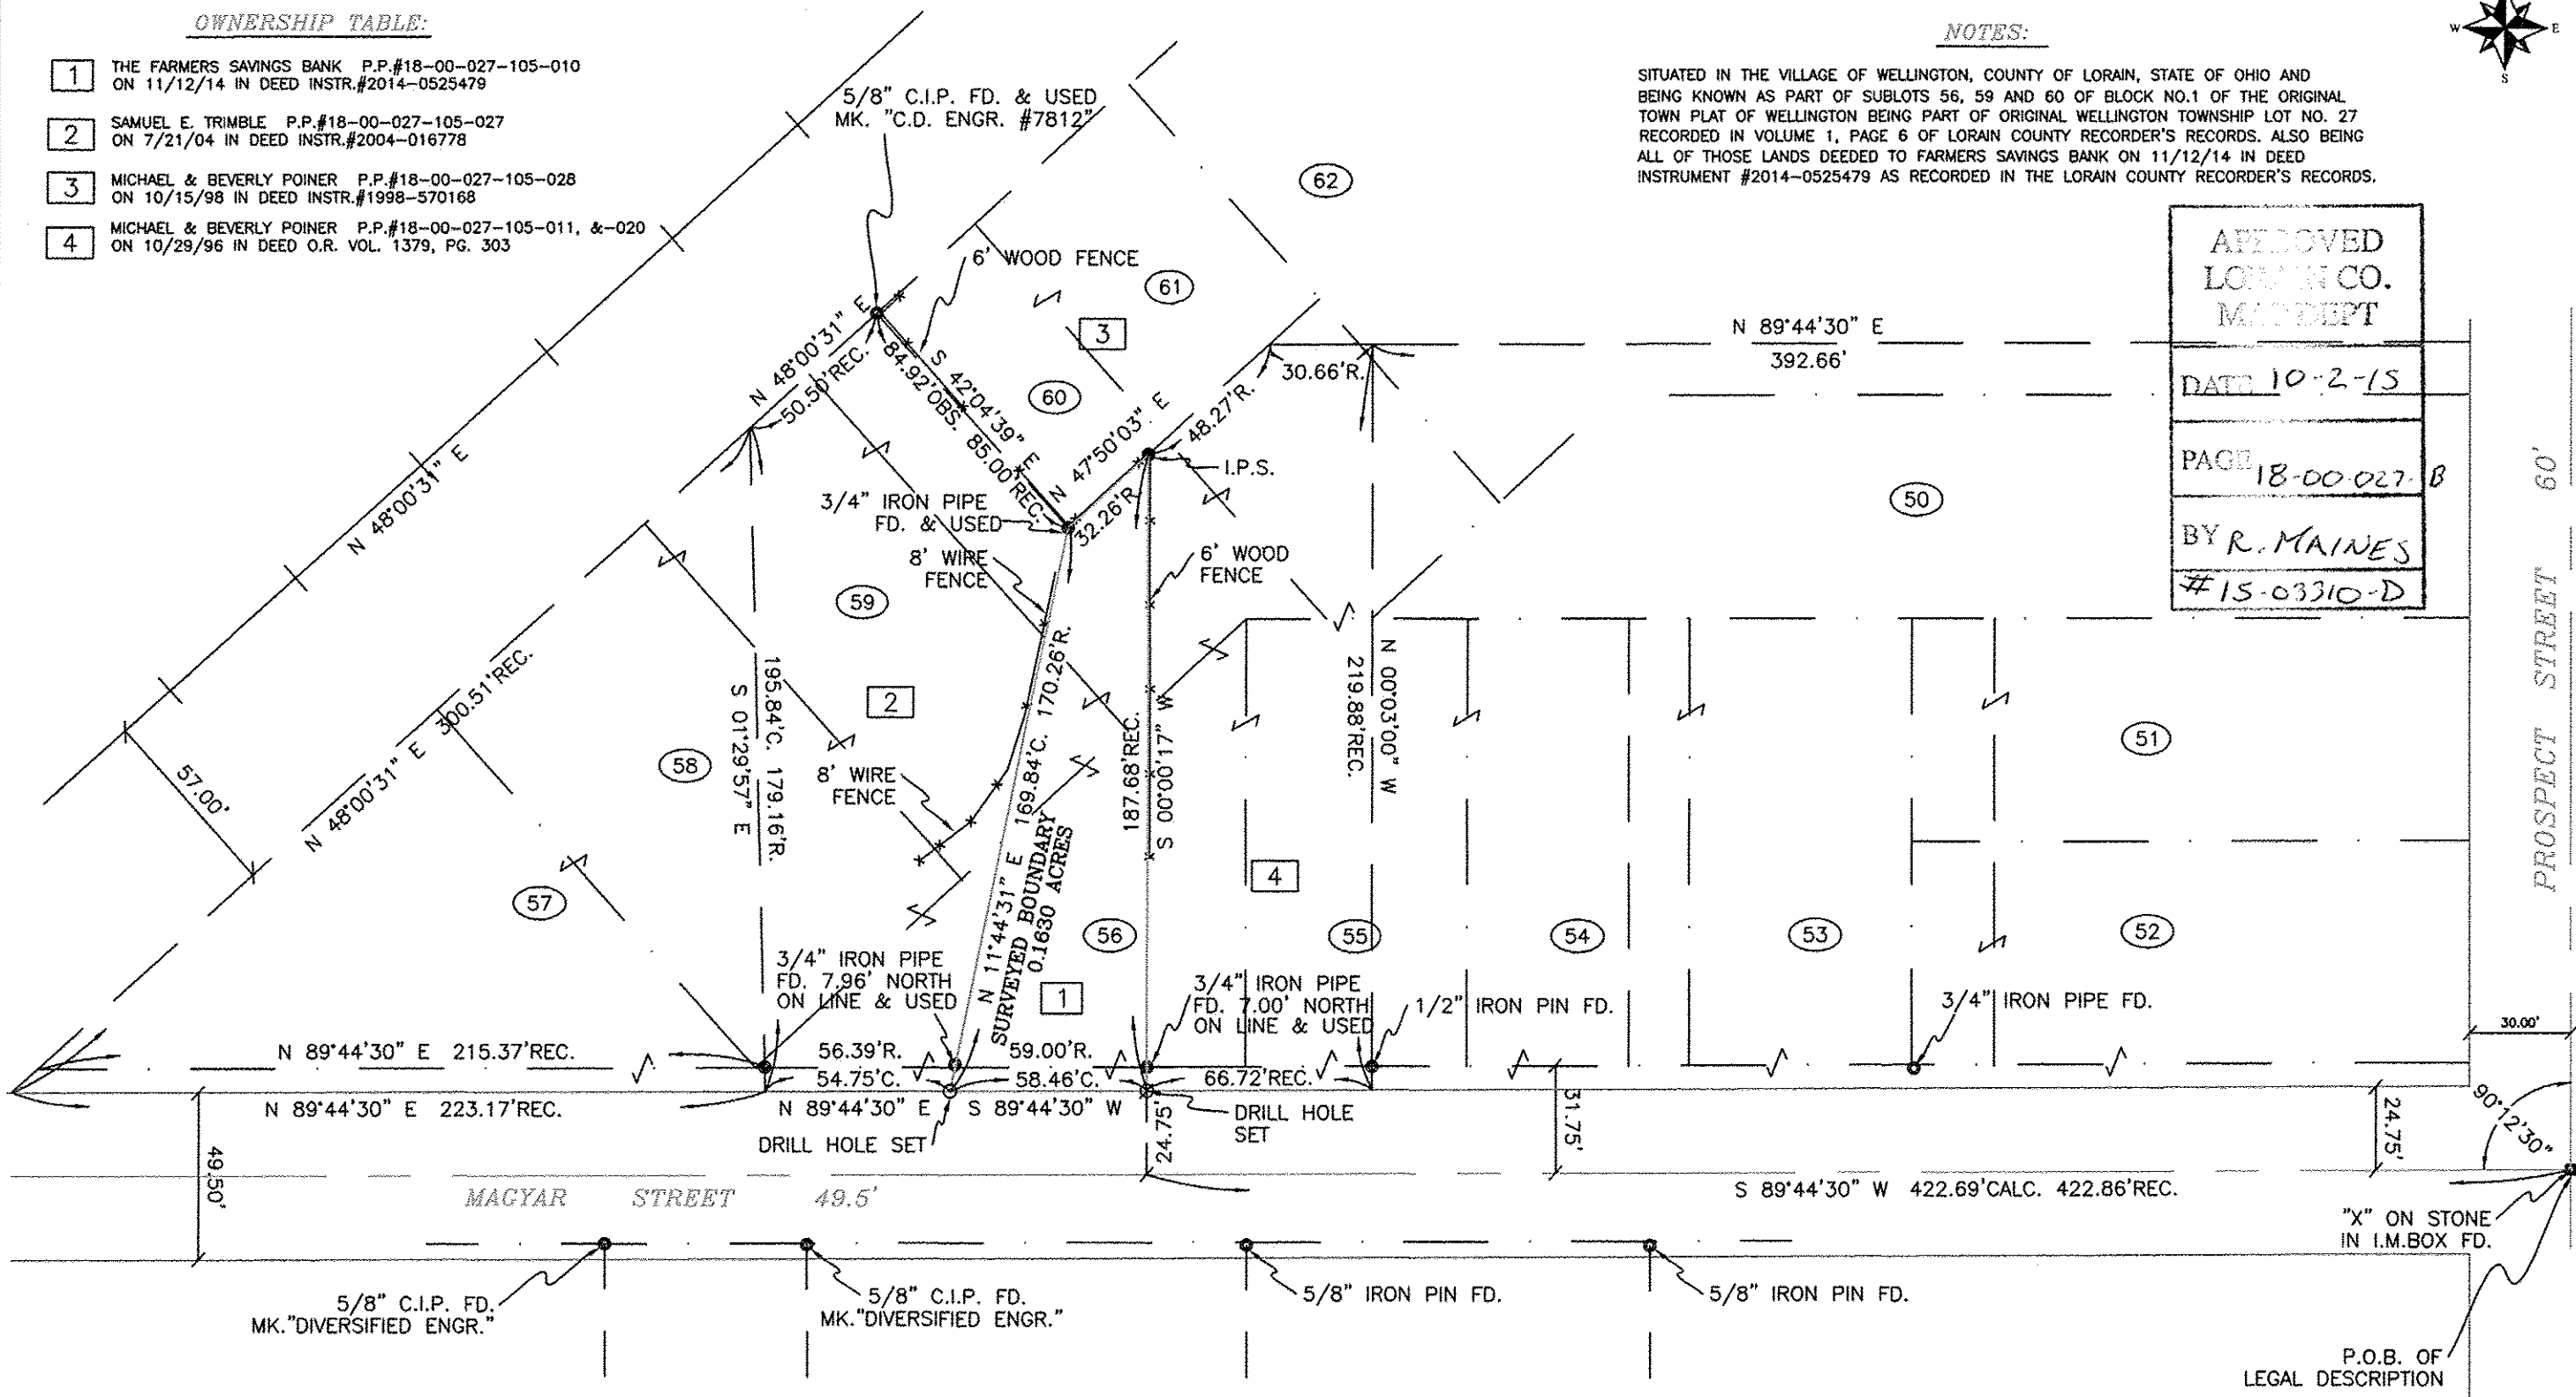 OWNERSHIP TABLE:
1 THE FARMERS SAVINGS BANK P.P.#18-00-027-105-010
ON 11/12/14 IN DEED INSTR.#2014-0525479
2 SAMUEL E. TRIMBLE P.P.#18-00-027-105-027
ON 7/21/04 IN DEED INSTR.#2004-016778
3 MICHAEL & BEVERLY POINER P.P.#18-00-027-105-028
ON 10/15/98 IN DEED INSTR.#1998-570168
4 MICHAEL & BEVERLY POINER P.P.#18-00-027-105-011, &-020
ON 10/29/96 IN DEED O.R. VOL. 1379, PG. 303
NOTES:
SITUATED IN THE VILLAGE OF WELLINGTON, COUNTY OF LORAIN, STATE OF OHIO AND
BEING KNOWN AS PART OF SUBLOTS 56, 59 AND 60 OF BLOCK NO.1 OF THE ORIGINAL
TOWN PLAT OF WELLINGTON BEING PART OF ORIGINAL WELLINGTON TOWNSHIP LOT NO. 27
RECORDED IN VOLUME 1, PAGE 6 OF LORAIN COUNTY RECORDER'S RECORDS. ALSO BEING
ALL OF THOSE LANDS DEEDED TO FARMERS SAVINGS BANK ON 11/12/14 IN DEED
INSTRUMENT #2014-0525479 AS RECORDED IN THE LORAIN COUNTY RECORDER'S RECORDS.
W E
S
APPROVED
LORAIN CO.
MAP DEPT
DATE 10-2-15
PAGE 18-00-027-B
BY R. MAINES
#15-03310-D
5/8" C.I.P. FD. & USED
MK. "C.D. ENGR. #7812"
62
6' WOOD FENCE
61
3
60
N 48°00'31" E
50.50'REC.
S 42°04'39" E
84.92'OBS. 85.00'REC.
N 47°50'03" E
48.27'R.
32.26'R.
30.66'R.
I.P.S.
N 89°44'30" E
392.66'
50
N 48°00'31" E
3/4" IRON PIPE
FD. & USED
8' WIRE
FENCE
6' WOOD
FENCE
59
2
58
195.84'C. 179.16'R.
S 01°29'57" E
8' WIRE
FENCE
N 11°44'31" E 169.84'C. 170.26'R.
SURVEYED BOUNDARY
0.1630 ACRES
187.68'REC.
S 00°00'17" W
N 00°03'00" W
219.88'REC.
N 48°00'31" E 300.51'REC.
57.00'
57
4
56
55
54
53
52
51
PROSPECT STREET 60'
3/4" IRON PIPE
FD. 7.96' NORTH
ON LINE & USED
1
3/4" IRON PIPE
FD. 7.00' NORTH
ON LINE & USED
1/2" IRON PIN FD.
3/4" IRON PIPE FD.
30.00'
N 89°44'30" E 215.37'REC.
56.39'R.
59.00'R.
54.75'C.
58.46'C.
66.72'REC.
N 89°44'30" E 223.17'REC.
N 89°44'30" E
S 89°44'30" W
DRILL HOLE
SET
DRILL HOLE SET
24.75'
31.75'
24.75'
90°12'30"
49.50'
MAGYAR STREET 49.5'
S 89°44'30" W 422.69'CALC. 422.86'REC.
"X" ON STONE
IN I.M.BOX FD.
5/8" C.I.P. FD.
MK."DIVERSIFIED ENGR."
5/8" C.I.P. FD.
MK."DIVERSIFIED ENGR."
5/8" IRON PIN FD.
5/8" IRON PIN FD.
P.O.B. OF
LEGAL DESCRIPTION